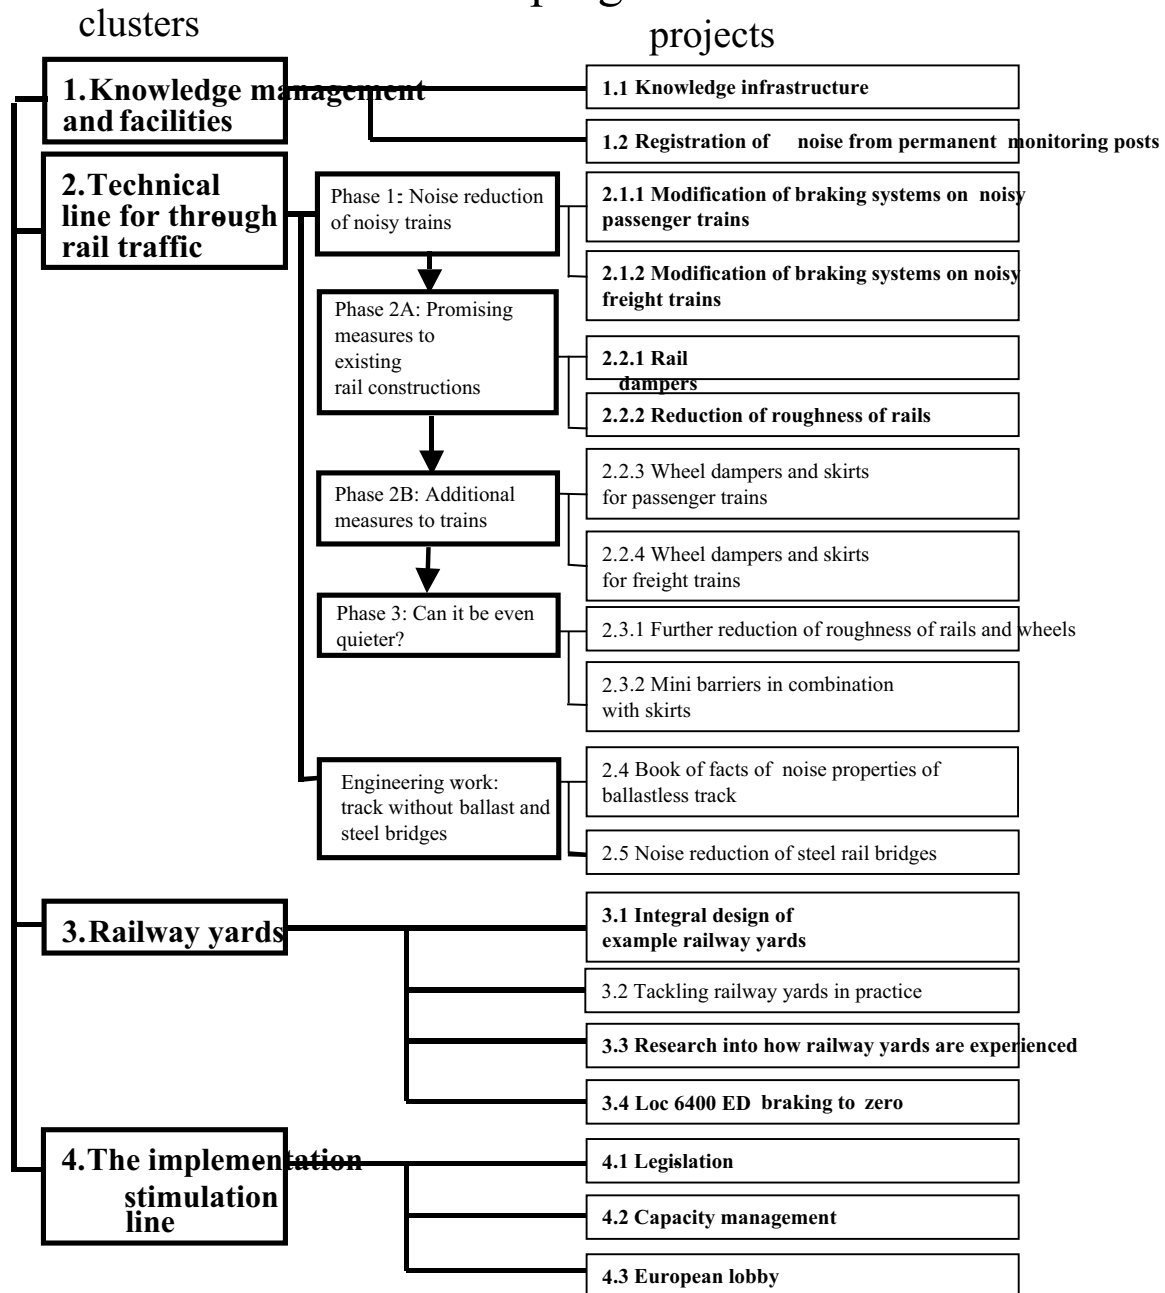 clusters
projects
1.Knowledge management
and facilities
1.1 Knowledge infrastructure
1.2 Registration of noise from permanent monitoring posts
2.Technical
line for through
rail traffic
Phase 1: Noise reduction
of noisy trains
2.1.1 Modification of braking systems on noisy
passenger trains
2.1.2 Modification of braking systems on noisy
freight trains
Phase 2A: Promising
measures to
existing
rail constructions
2.2.1 Rail
dampers
2.2.2 Reduction of roughness of rails
Phase 2B: Additional
measures to trains
2.2.3 Wheel dampers and skirts
for passenger trains
2.2.4 Wheel dampers and skirts
for freight trains
Phase 3: Can it be even
quieter?
2.3.1 Further reduction of roughness of rails and wheels
2.3.2 Mini barriers in combination
with skirts
Engineering work:
track without ballast and
steel bridges
2.4 Book of facts of noise properties of
ballastless track
2.5 Noise reduction of steel rail bridges
3.Railway yards
3.1 Integral design of
example railway yards
3.2 Tackling railway yards in practice
3.3 Research into how railway yards are experienced
3.4 Loc 6400 ED braking to zero
4.The implementation
stimulation
line
4.1 Legislation
4.2 Capacity management
4.3 European lobby